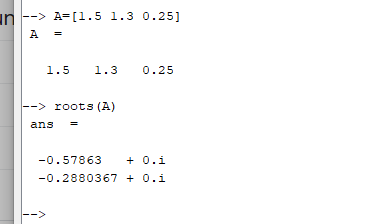 un
--> A=[1.5 1.3 0.25]
A  =
1.5   1.3   0.25
--> roots(A)
ans  =
-0.57863   + 0.i
-0.2880367 + 0.i
-->